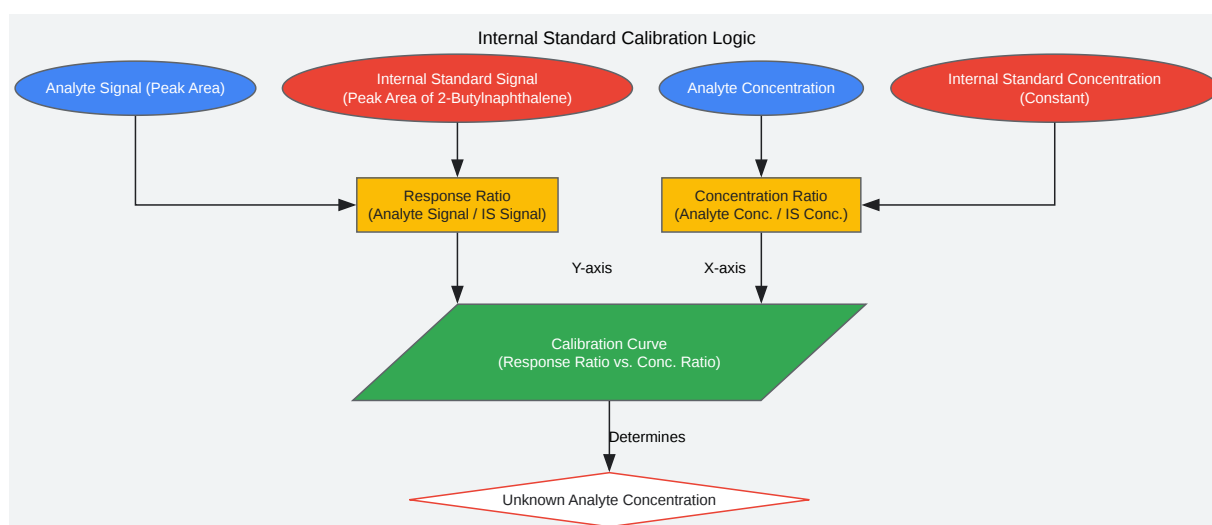 Internal Standard Calibration Logic
Analyte Signal (Peak Area)
Internal Standard Signal
(Peak Area of 2-Butylnaphthalene)
Analyte Concentration
Internal Standard Concentration
(Constant)
Response Ratio
(Analyte Signal / IS Signal)
Concentration Ratio
(Analyte Conc. / IS Conc.)
Y-axis
X-axis
Calibration Curve
(Response Ratio vs. Conc. Ratio)
Determines
Unknown Analyte Concentration